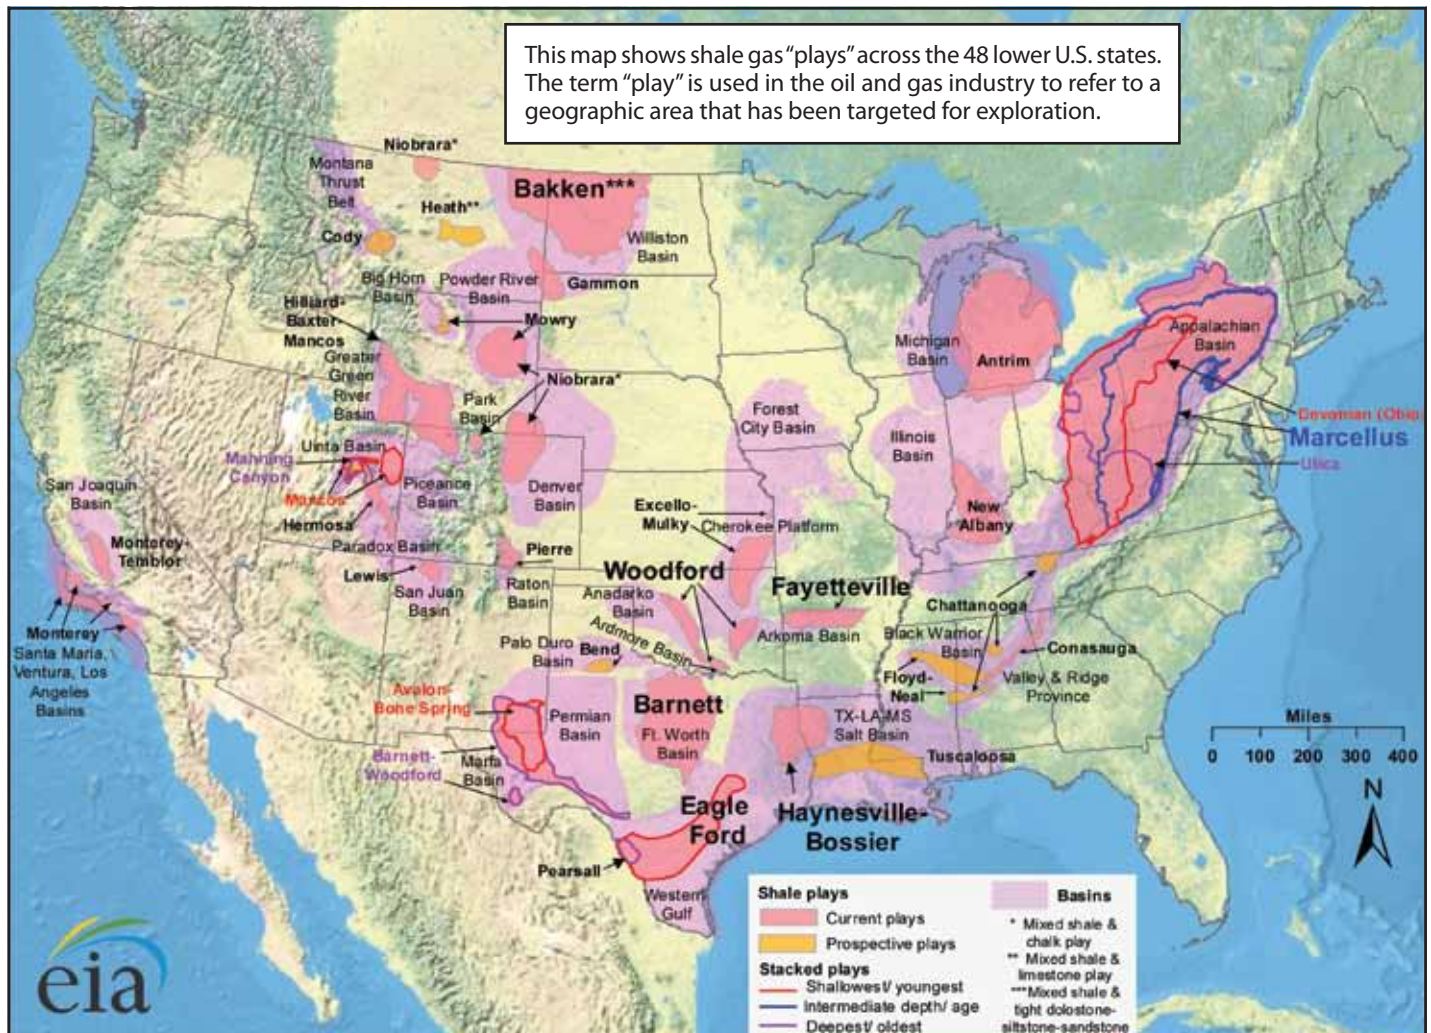 This map shows shale gas “plays” across the 48 lower U.S. states.
The term “play” is used in the oil and gas industry to refer to a
geographic area that has been targeted for exploration.
Niobrara*
Montana
Thrust
Belt
Bakken***
Heath**
Cody
Williston
Basin
Big Horn
Basin
Powder River
Basin
Gammon
Hilliard-
Baxter-
Mancos
Mowry
Greater
Green
River
Basin
Niobrara*
Park
Basin
Michigan
Basin
Antrim
Appalachian
Basin
Forest
City Basin
Illinois
Basin
Devonian (Ohio
Marcellus
Utica
Uinta Basin
Manning
Canyon
Mancos
Piceance
Basin
Denver
Basin
San Joaquin
Basin
Hermosa
Excello-
Mulky
Cherokee Platform
New
Albany
Monterey-
Temblor
Paradox Basin
Pierre
Lewis
San Juan
Basin
Raton
Basin
Woodford
Anadarko
Basin
Fayetteville
Chattanooga
Monterey
Santa Maria,
Ventura, Los
Angeles
Basins
Palo Duro
Basin
Bend
Ardmore Basin
Arkoma Basin
Black Warrior
Basin
Conasauga
Floyd-
Neal
Valley & Ridge
Province
Avalon-
Bone Spring
Permian
Basin
Barnett
Ft. Worth
Basin
TX-LA-MS
Salt Basin
Tuscaloosa
Barnett-
Woodford
Marfa
Basin
Eagle
Ford
Haynesville-
Bossier
Pearsall
Western
Gulf
Miles
0 100 200 300 400
N
Shale plays
Current plays
Prospective plays
Stacked plays
Shallowest/ youngest
Intermediate depth/ age
Deepest/ oldest
Basins
* Mixed shale &
chalk play
** Mixed shale &
limestone play
***Mixed shale &
tight dolostone-
siltstone-sandstone
eia